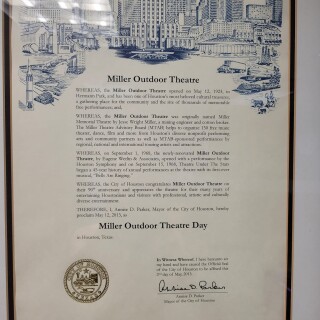 Miller Outdoor Theatre
WHEREAS, the Miller Outdoor Theatre opened on May 12, 1923, in
Hermann Park, and has been one of Houston's most beloved cultural treasures,
a gathering place for the community and the site of thousands of memorable
free performances and,
WHEREAS, the Miller Outdoor Theatre was originally named Miller
Memorial Theatre for Jesse Wright Miller, a mining engineer and cotton broker.
The Miller Theatre Advisory Board (MTAB) helps to organize 150 free music
theater, dance, film and more from Houston's diverse nonprofit performing
arts and community partners as well as MTAB-sponsored performances by
regional, national and international touring artists and attractions;
WHEREAS, on September 1, 1968, the newly-renovated Miller Outdoor
Theatre, by Eugene Werlin & Associates, opened with a performance by the
Houston Symphony and on September 15, 1968, Theatre Under The Stars
began a 45-year history of annual performances at the theatre with its first-ever
musical, "Bells Are Ringing."
WHEREAS, the City of Houston congratulates Miller Outdoor Theatre on
their 90th anniversary and appreciates the theatre for their many years of
entertaining Houstonians and visitors with professional, artistic and culturally
diverse entertainment.
THEREFORE, I, Annise D. Parker, Mayor of the City of Houston, hereby
proclaim May 12, 2013, as
Miller Outdoor Theatre Day
in Houston, Texas.
In Witness Whereof, I have hereunto set
my hand and have caused the Official Seal
of the City of Houston to be affixed this
of May, 2013.
Annise D. Parker
Annise D. Parker
Mayor of the City of Houston